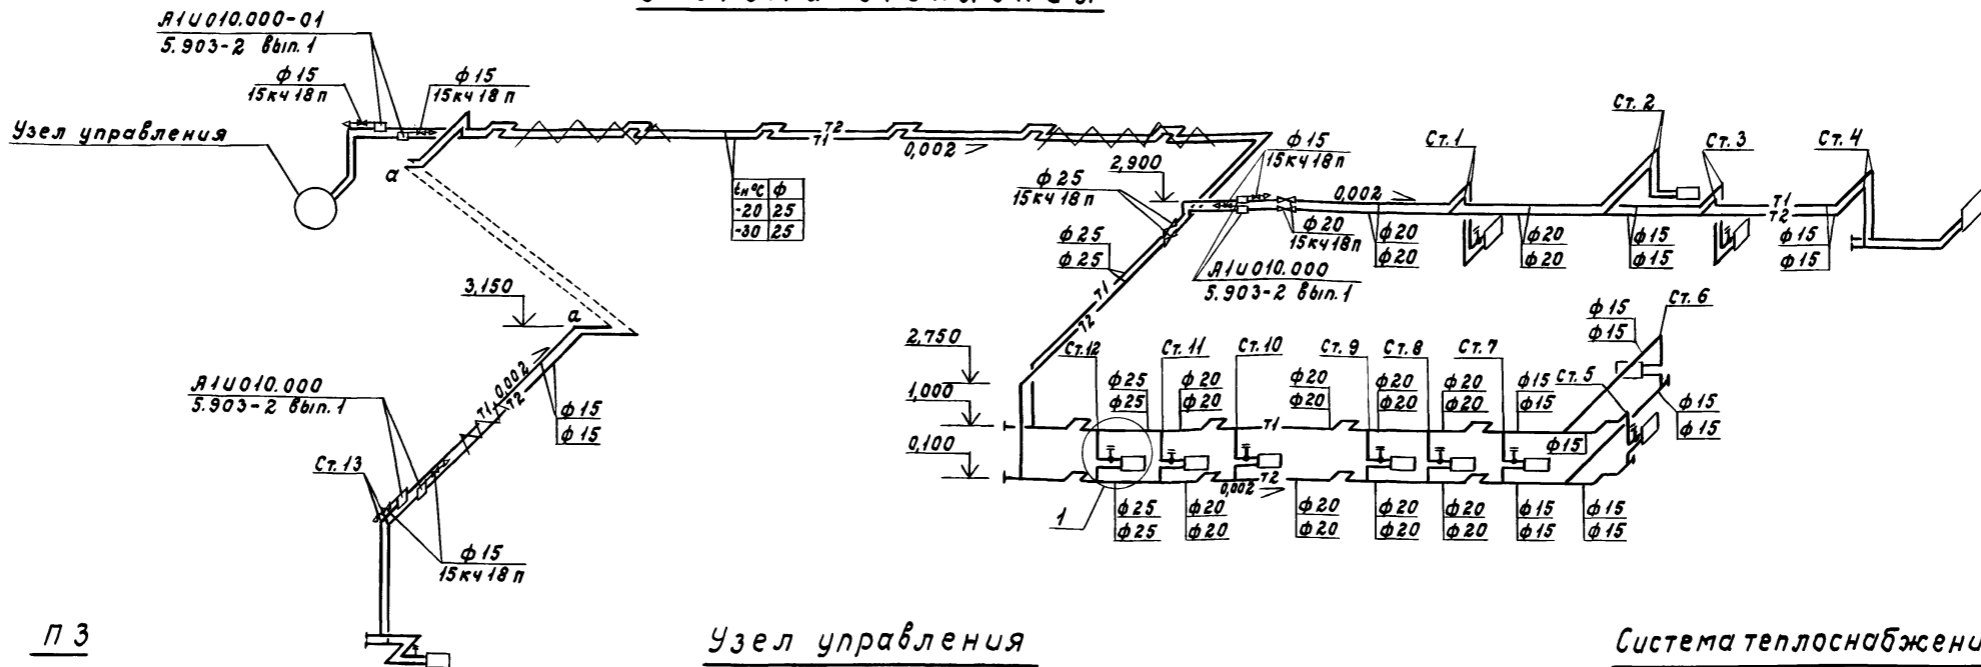 А1И010.000-01
5.903-2 вып.1
ф15
15кч18п
ф15
15кч18п
Узел управления
а
Т2
Т1
0,002
tн°С ф
-20 25
-30 25
2,900
ф15
15кч18п
ф25
15кч18п
0,002
ф20
15кч18п
Ст.1
Ст.2
Ст.3
Ст.4
Т1
Т2
ф20
ф20
ф20
ф20
ф15
ф15
ф15
ф15
А1И010.000
5.903-2 вып.1
ф25
ф25
Т1
Т2
3,150
а
0,002
Т1
Т2
ф15
ф15
А1И010.000
5.903-2 вып.1
Ст.13
ф15
15кч18п
2,750
1,000
0,100
Ст.12
Ст.11
Ст.10
Ст.9
Ст.8
Ст.7
Ст.5
Ст.6
ф15
ф15
ф25
ф25
ф20
ф20
ф20
ф20
ф20
ф20
ф20
ф20
ф15
ф15
ф15
ф15
ф15
Т1
Т2
0,002
1
ф25
ф25
ф20
ф20
ф20
ф20
ф20
ф20
ф20
ф20
ф15
ф15
ф15
ф15
П3
Узел управления
Система теплоснабжени